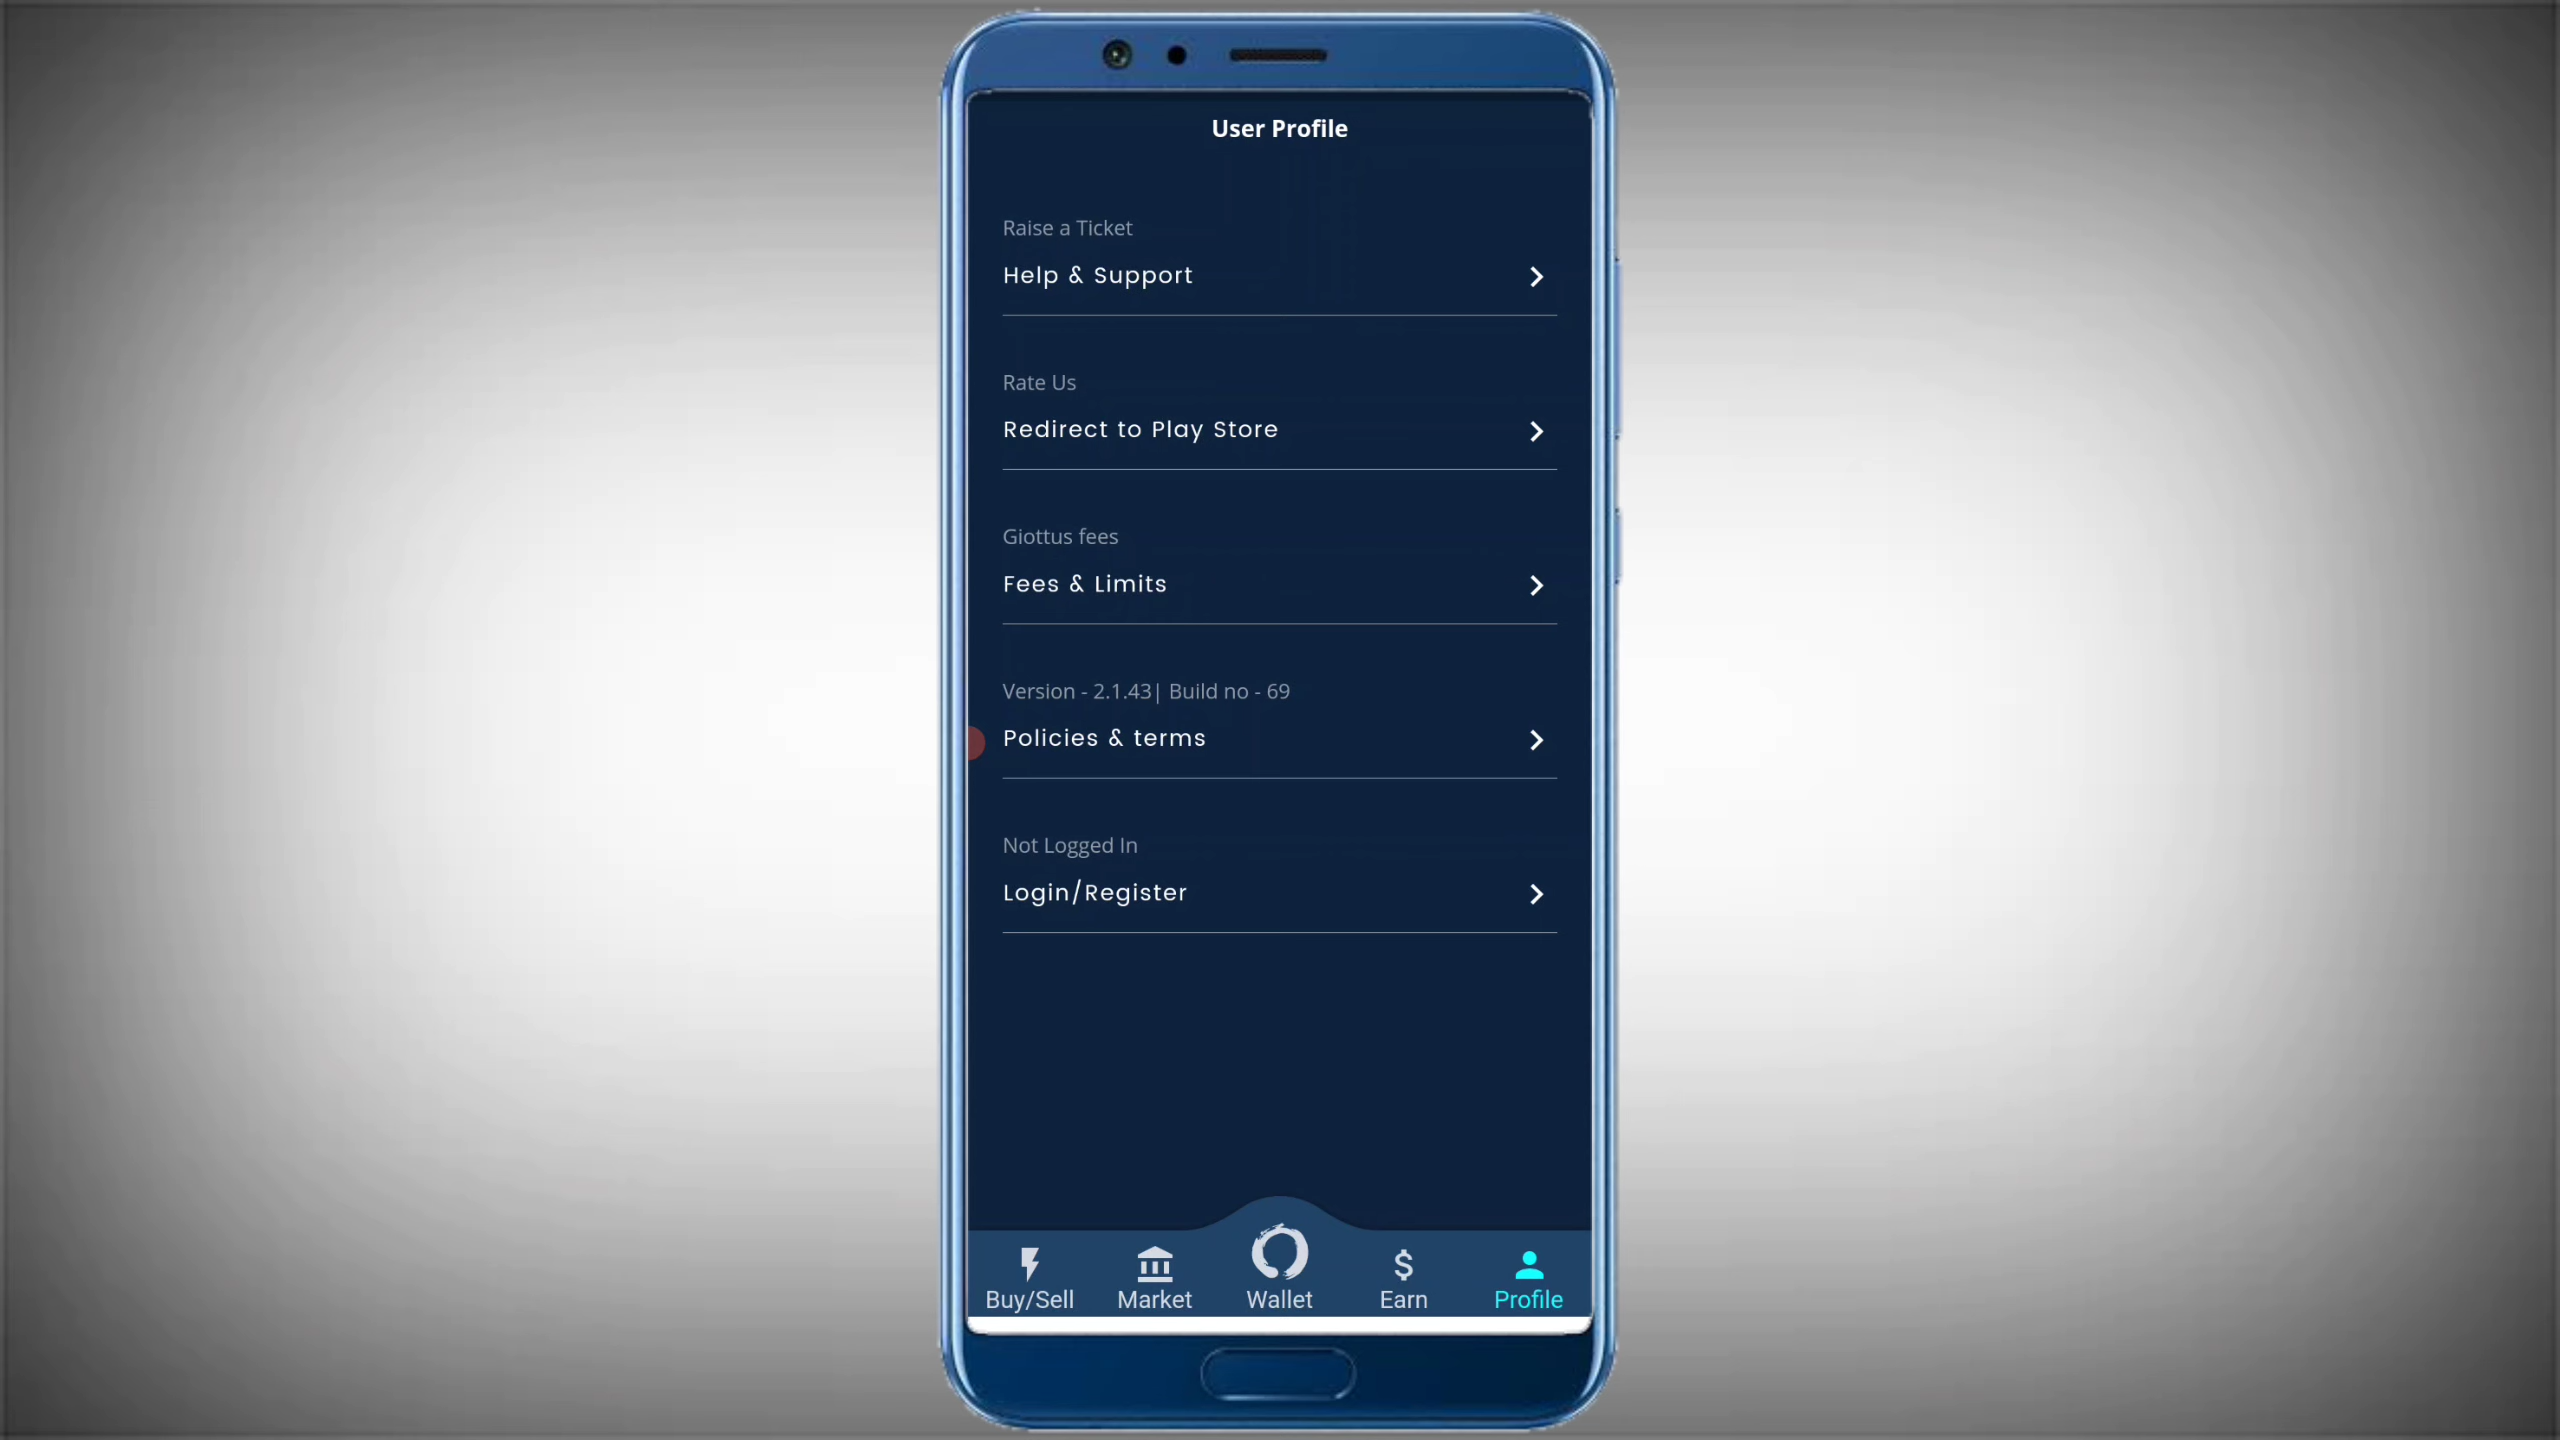 User Profile
Raise a Ticket
Help & Support
Rate Us
Redirect to Play Store
Giottus fees
Fees & Limits
Version - 2.1.43| Build no - 69
Policies & terms
Not Logged In
Login/Register
Buy/Sell
Market
Wallet
Earn
Profile